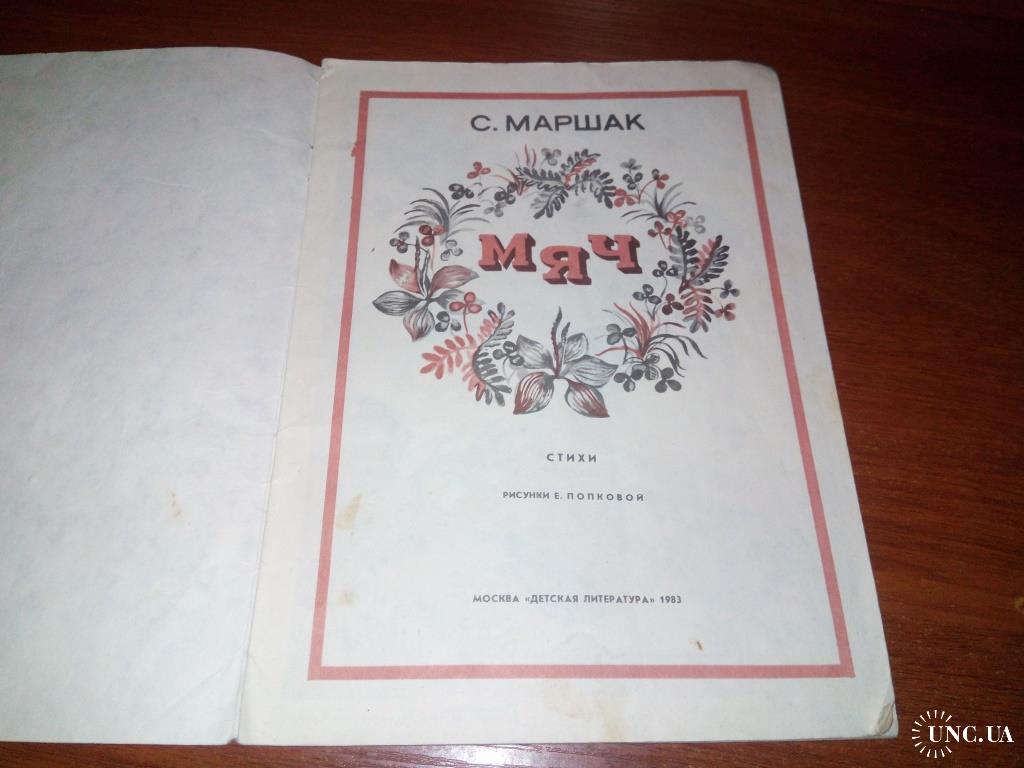 С. МАРШАК
МЯЧ
СТИХИ
РИСУНКИ Е. ПОПКОВОЙ
МОСКВА «ДЕТСКАЯ ЛИТЕРАТУРА» 1983
UNC.UA